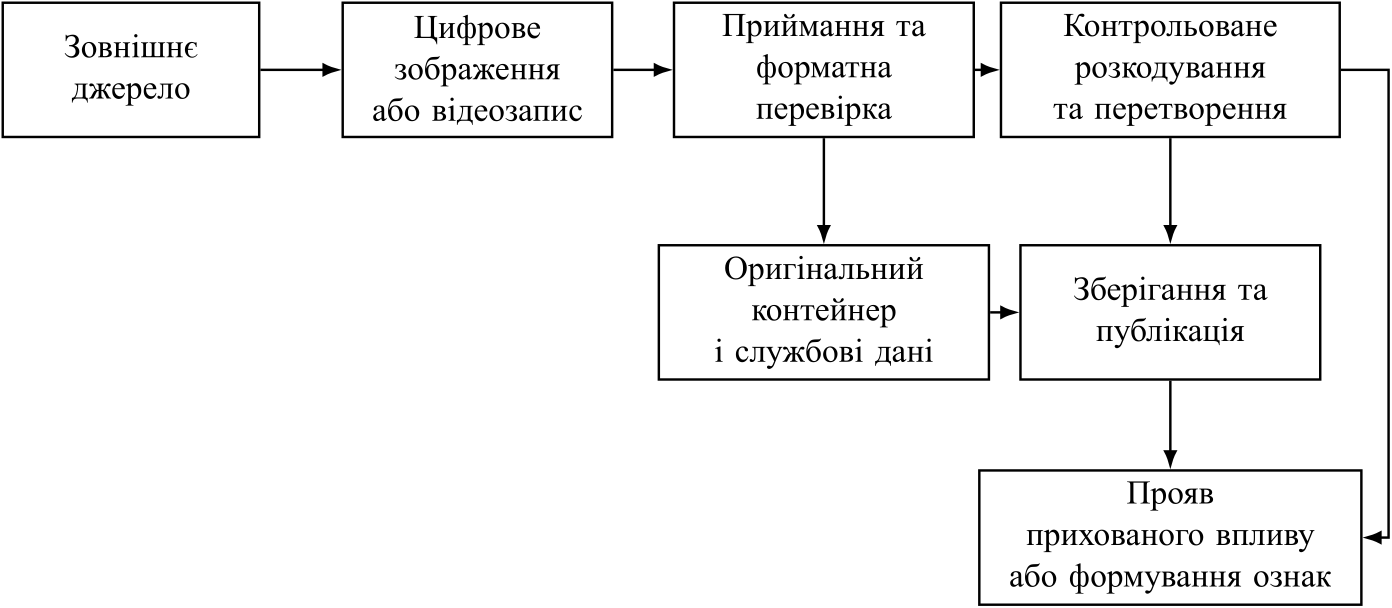 Зовнішнє
джерело
Цифрове
зображення
або відеозапис
Приймання та
форматна
перевірка
Контрольоване
розкодування
та перетворення
Оригінальний
контейнер
і службові дані
Зберігання та
публікація
Прояв
прихованого впливу
або формування ознак